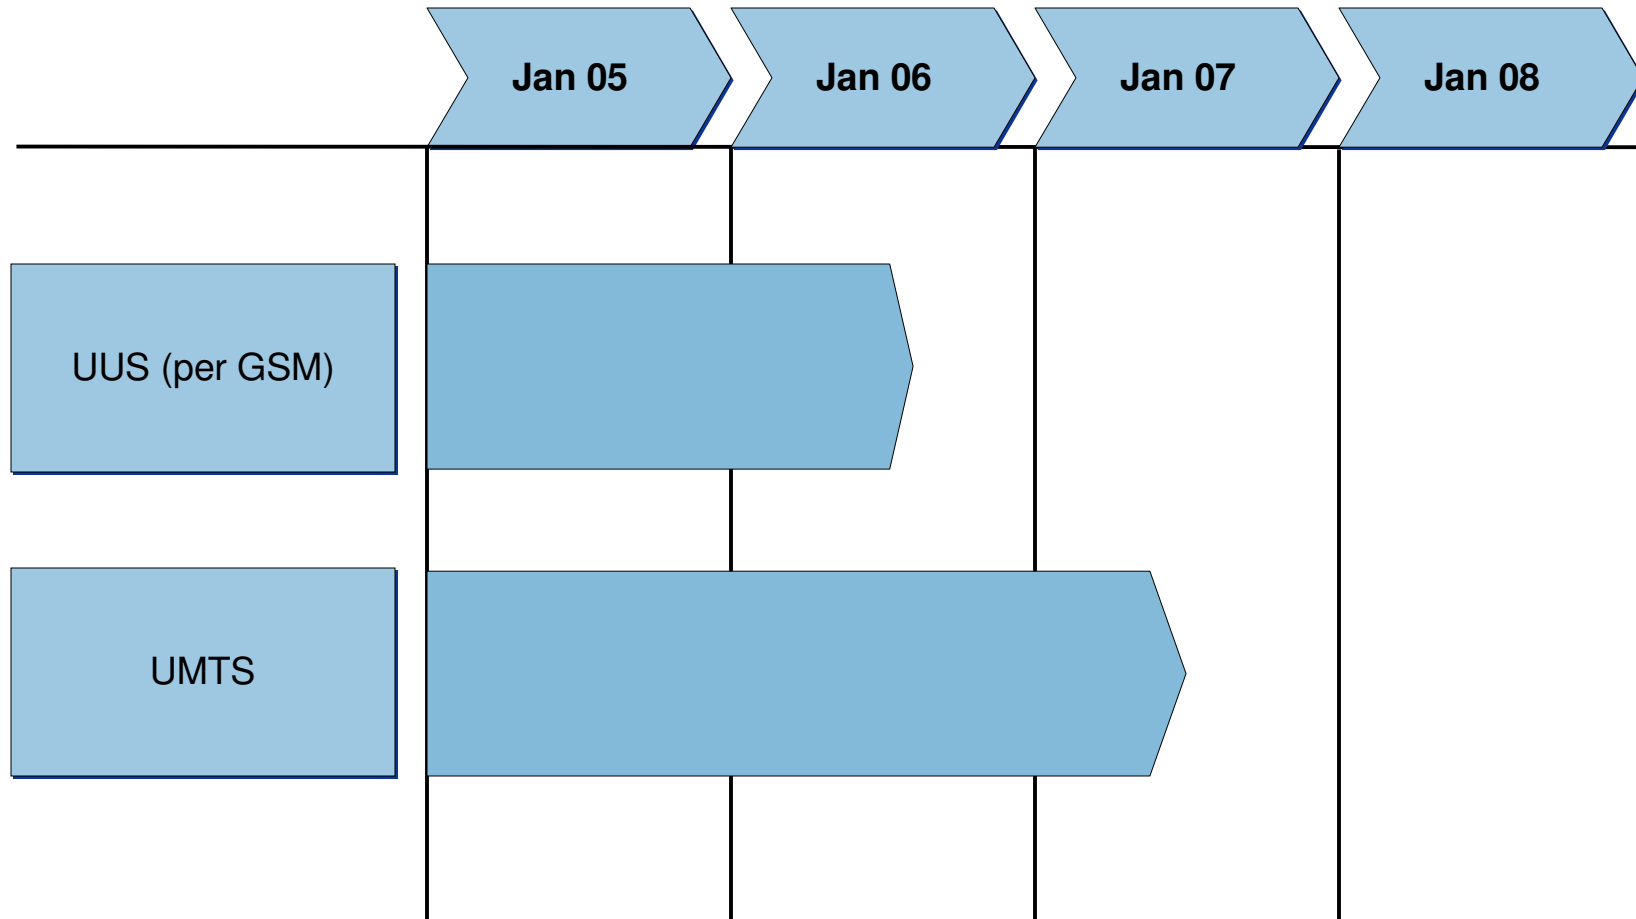 Jan 05
Jan 06
Jan 07
Jan 08
UUS (per GSM)
UMTS